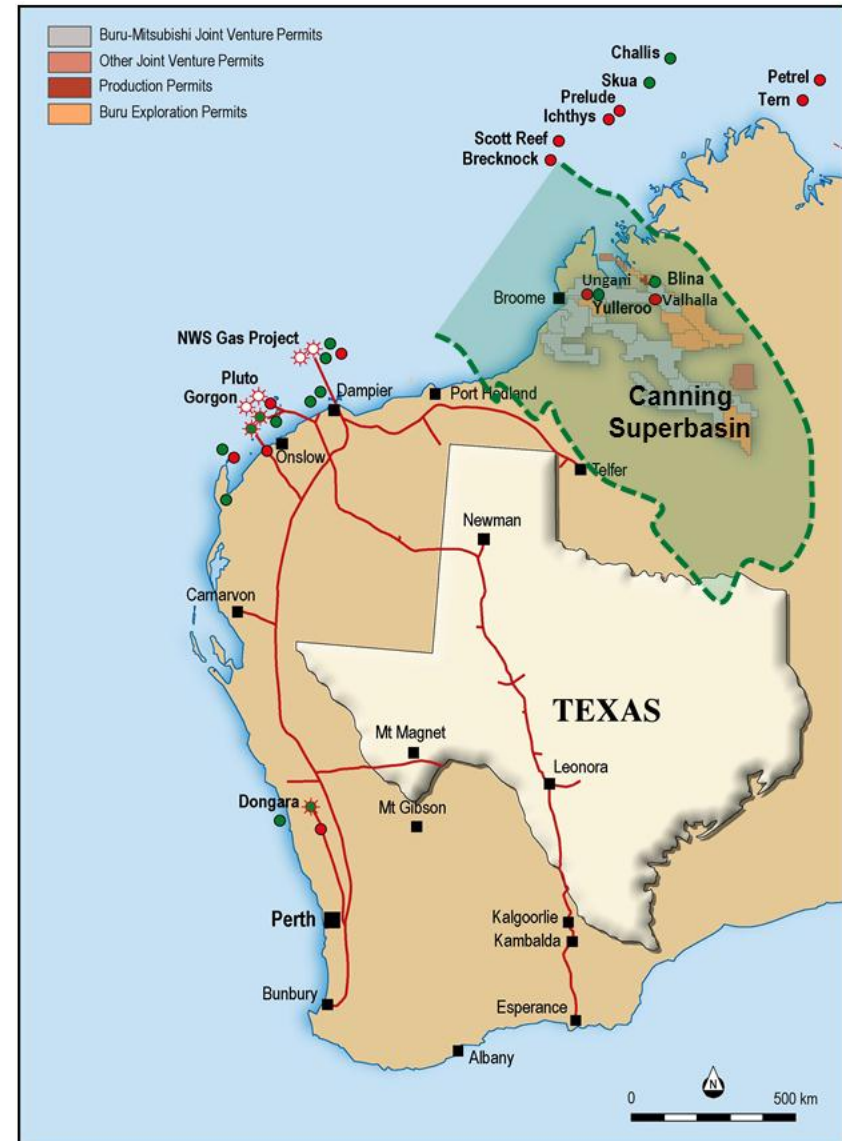 Buru-Mitsubishi Joint Venture Permits
Other Joint Venture Permits
Production Permits
Buru Exploration Permits
Challis
Skua
Petrel
Prelude
Tern
Ichthys
Scott Reef
Brecknock
Ungani
Blina
Broome
Valhalla
Yulleroo
NWS Gas Project
Pluto
Dampier
Port Hedland
Gorgon
Canning
Superbasin
Onslow
Telfer
Newman
Carnarvon
TEXAS
Mt Magnet
Leonora
Dongara
Mt Gibson
Perth
Kalgoorlie
Kambalda
Bunbury
Esperance
Albany
N
0 500 km